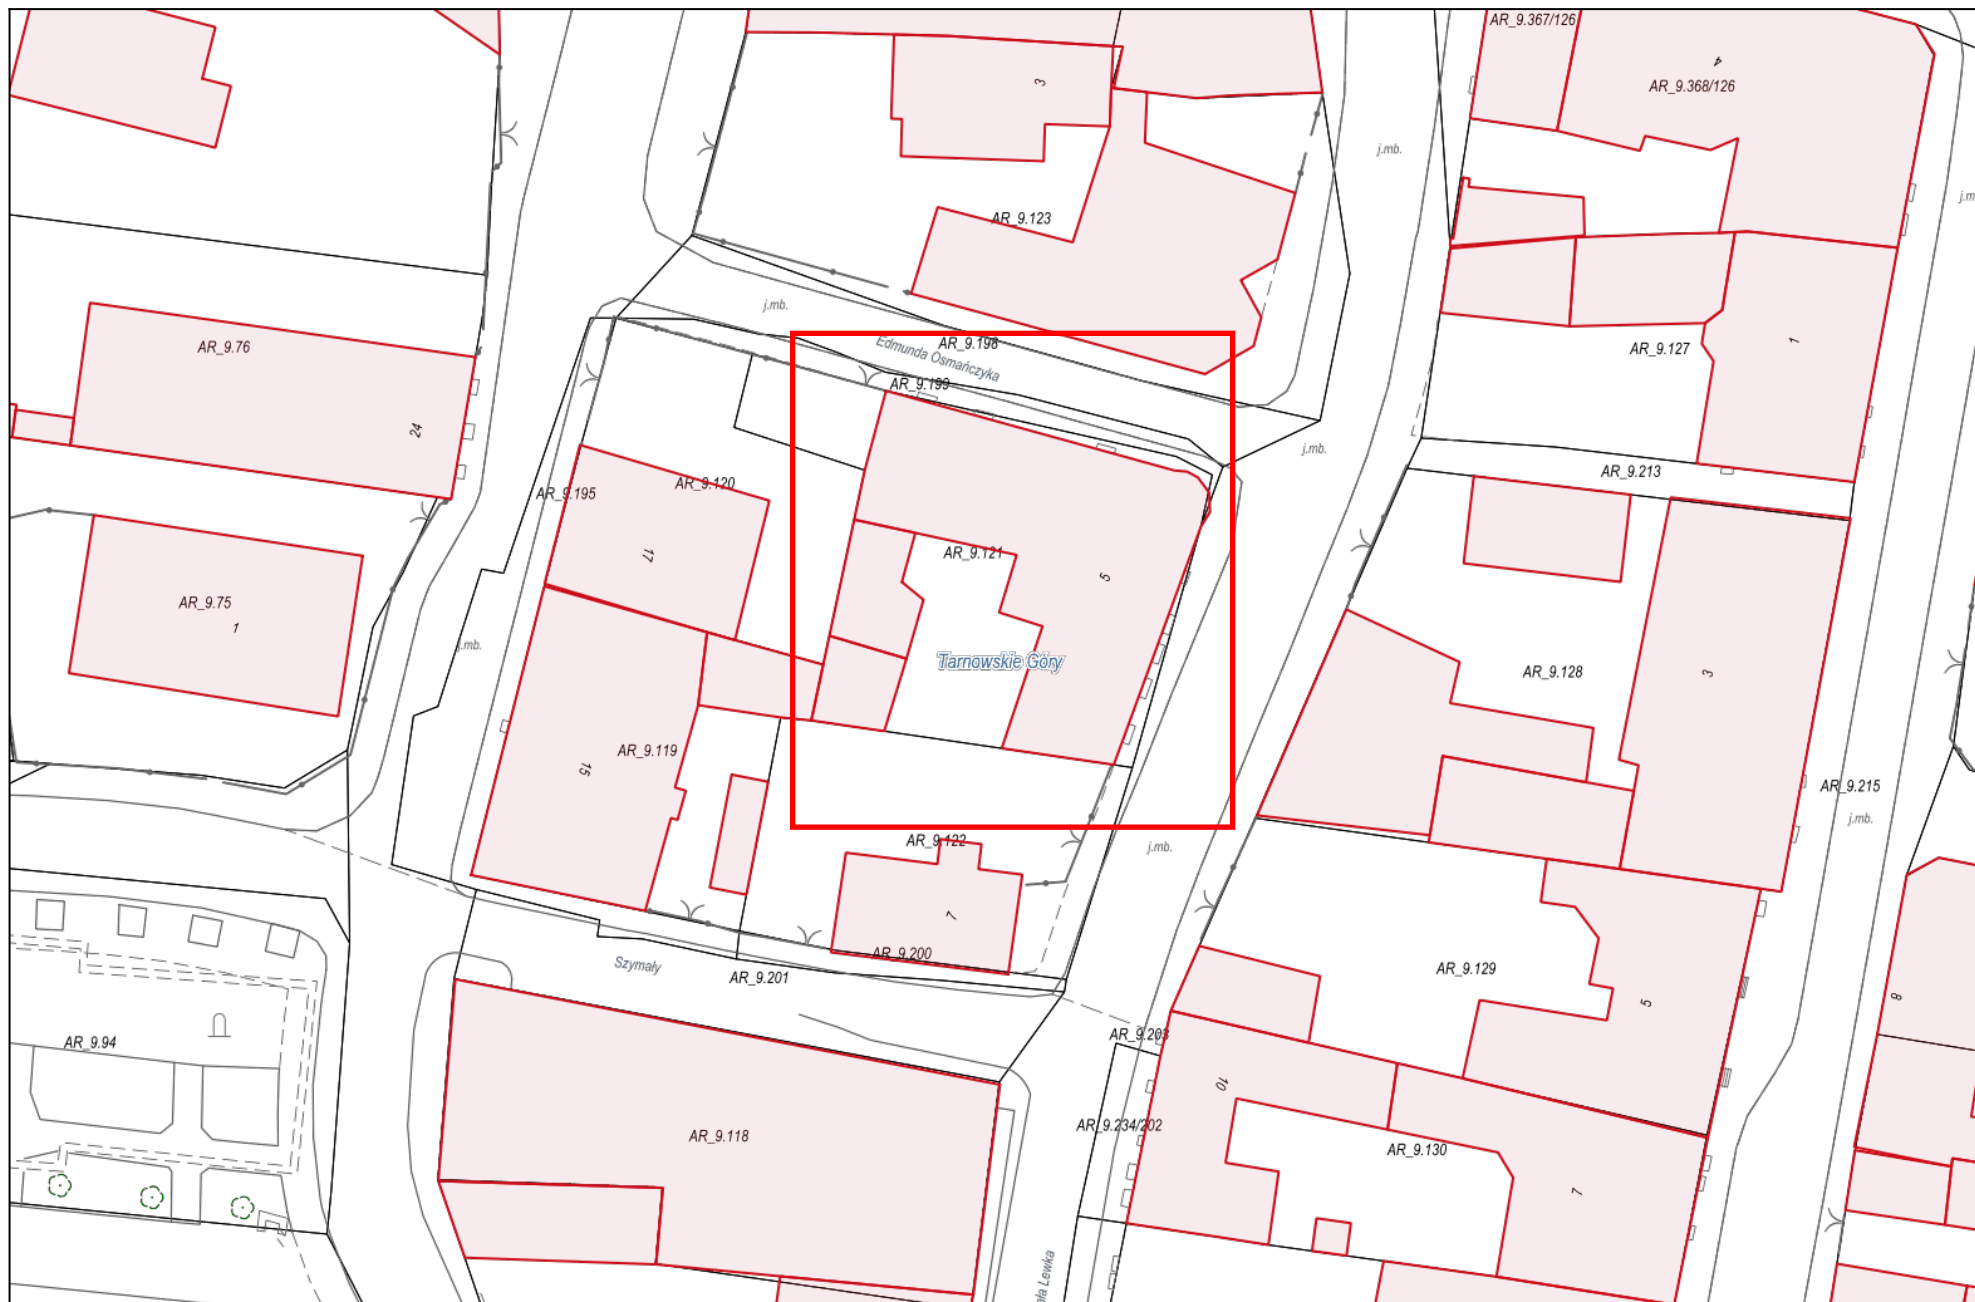 AR_9.367/126
4
AR_9.368/126
3
j.mb.
j.m
AR_9.123
j.mb.
AR_9.198
Edmunda Osmańczyka
AR_9.76
AR_9.127
1
AR_9.199
24
j.mb.
AR_9.213
AR_9.120
AR_9.195
17
AR_9.121
5
AR_9.75
1
j.mb.
Tarnowskie Góry
AR_9.128
3
AR_9.119
15
AR_9.215
j.mb.
AR_9.122
j.mb.
7
AR_9.200
Szymały
AR_9.201
AR_9.129
5
8
AR_9.94
AR_9.203
10
AR_9.118
AR_9.234/202
AR_9.130
7
ała Lewka